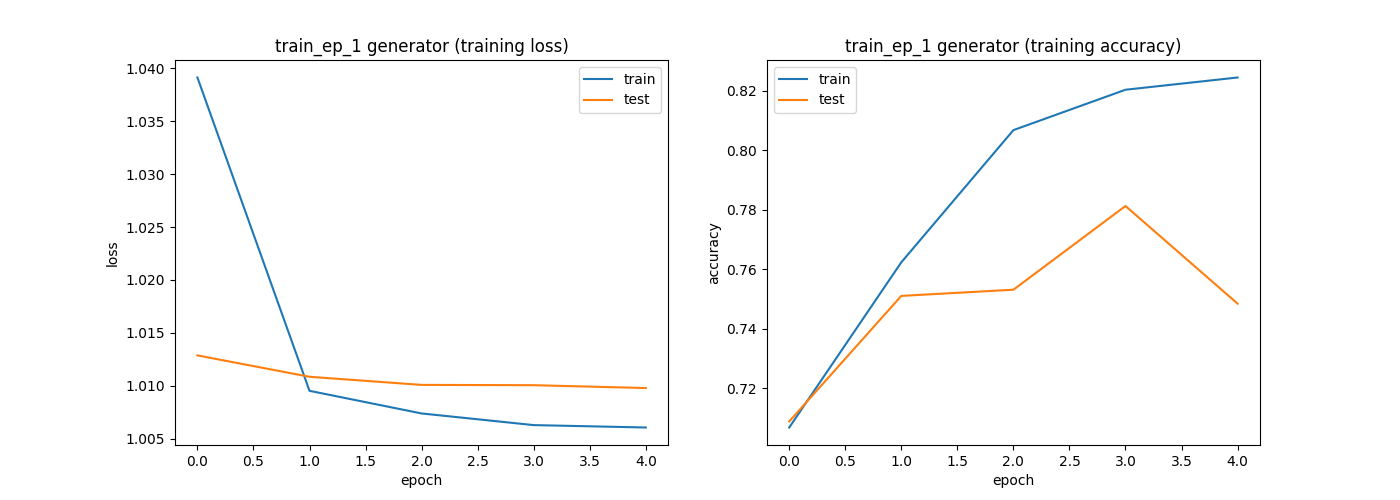 train_ep_1 generator (training loss)
1.040
1.035
1.030
1.025
1.020
1.015
1.010
1.005
loss
train
test
0.0 0.5 1.0 1.5 2.0 2.5 3.0 3.5 4.0
epoch
train_ep_1 generator (training accuracy)
0.82
0.80
0.78
0.76
0.74
0.72
accuracy
train
test
0.0 0.5 1.0 1.5 2.0 2.5 3.0 3.5 4.0
epoch